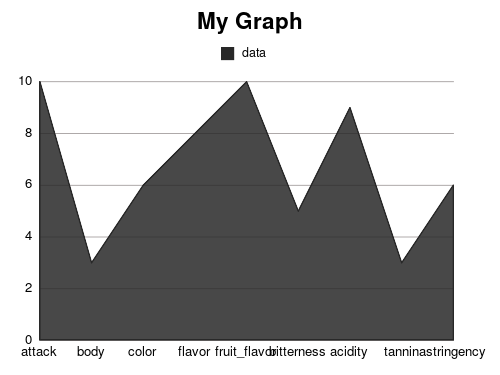 My Graph
data
10
8
6
4
2
0
attack body color flavor fruit_flavor bitterness acidity tannin astringency